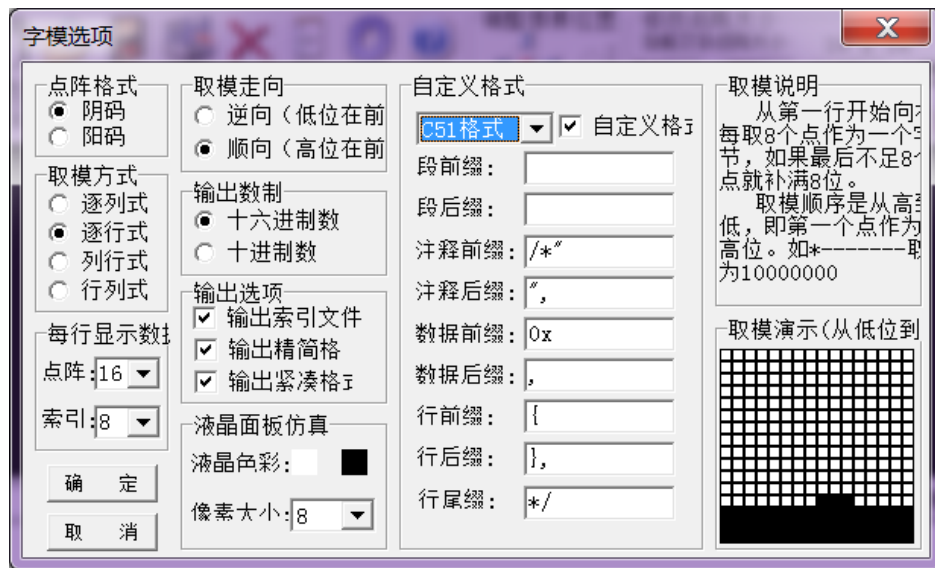 字模选项
X
点阵格式
阴码
阳码
取模方式
逐列式
逐行式
列行式
行列式
每行显示数据
点阵:16
索引:8
确 定
取 消
取模走向
逆向（低位在前
顺向（高位在前
输出数制
十六进制数
十进制数
输出选项
输出索引文件
输出精简格
输出紧凑格式
液晶面板仿真
液晶色彩:
像素大小:8
自定义格式
C51格式 自定义格式
段前缀:
段后缀:
注释前缀: /*"
注释后缀: ",
数据前缀: 0x
数据后缀: ,
行前缀: {
行后缀: },
行尾缀: */
取模说明
从第一行开始向
每取8个点作为一个
节，如果最后不足8个
点就补满8位。
取模顺序是从高
低，即第一个点作为
高位。如*-------取
为10000000
取模演示(从低位到